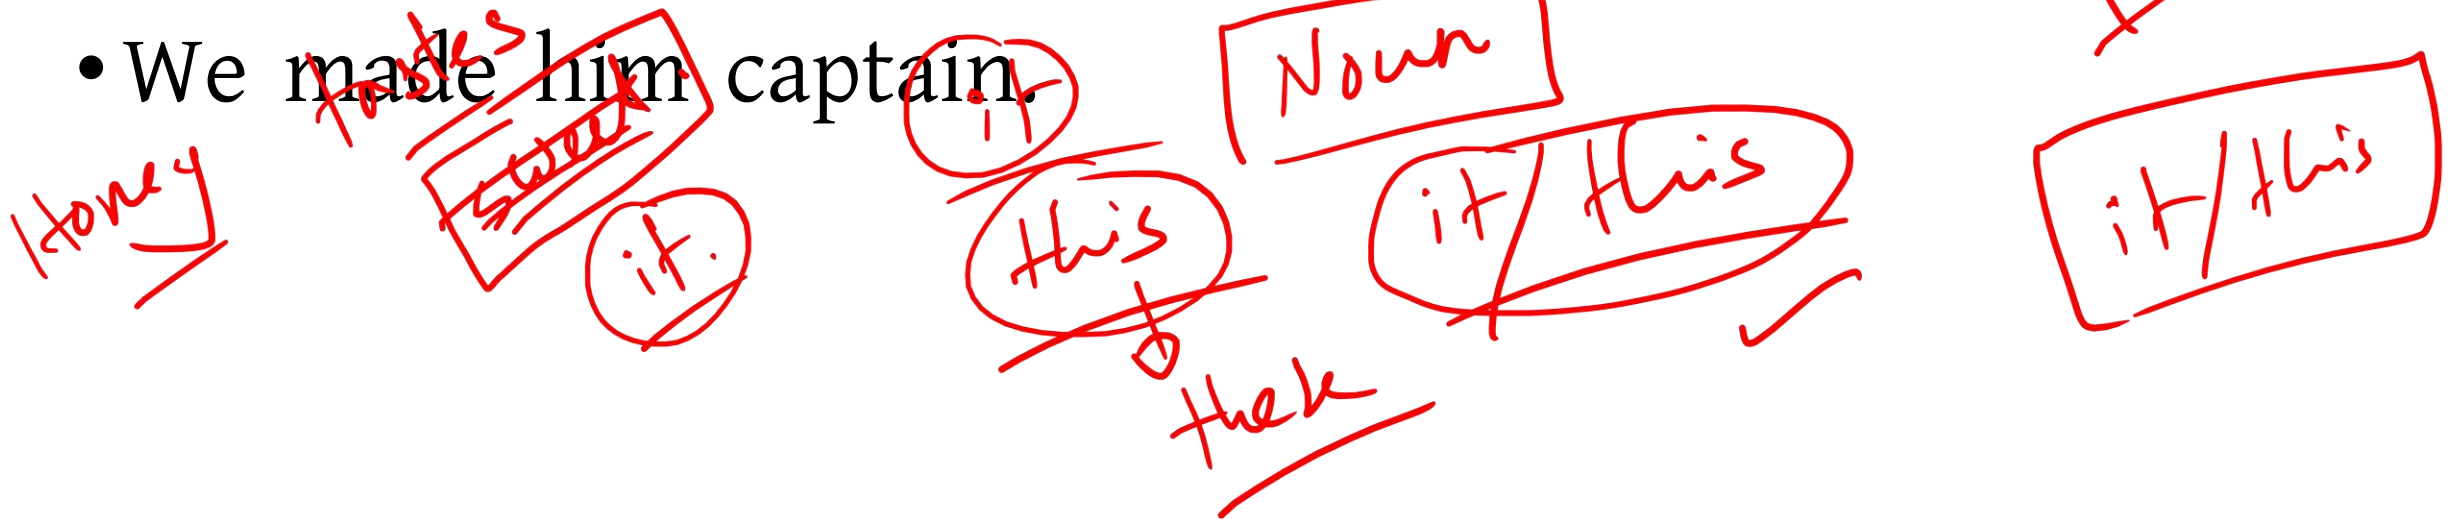 • We made him captain.
tastes
Noun
it
Honey
sweet
it/this
it/this
this
it.